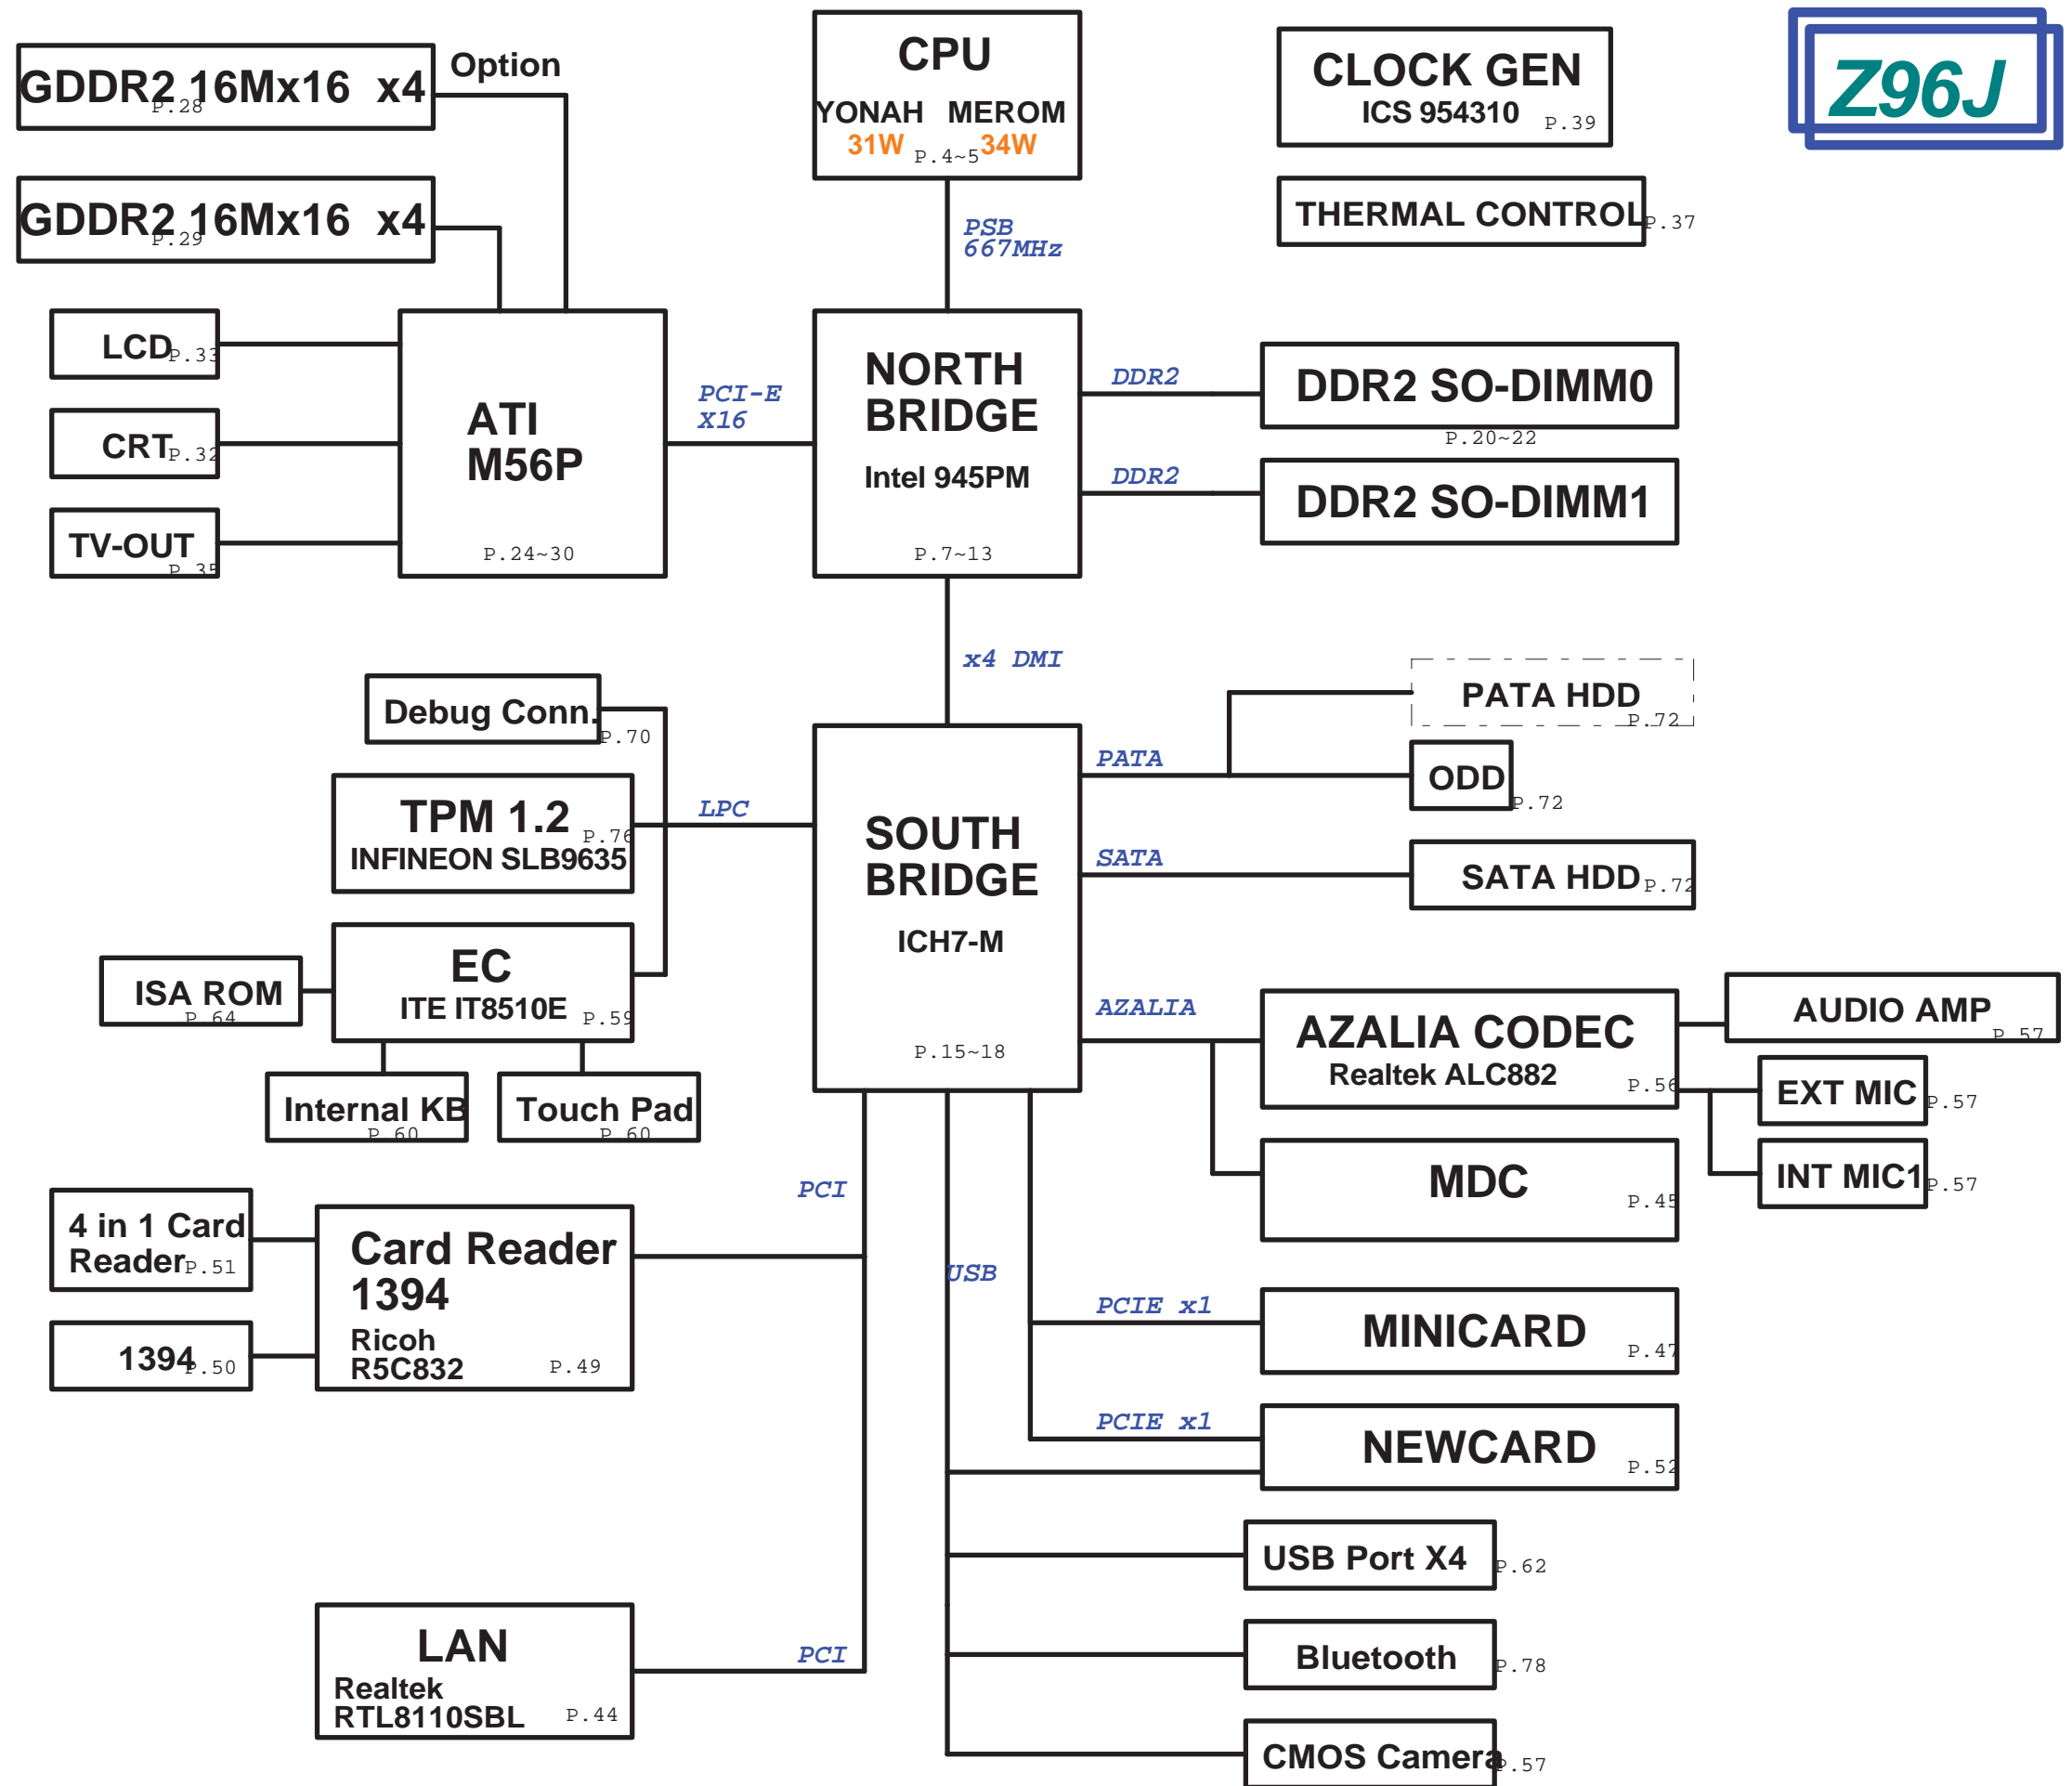 GDDR2 16Mx16 x4
P.28
Option
CPU
YONAH MEROM
31W P.4~5 34W
CLOCK GEN
ICS 954310 P.39
Z96J
GDDR2 16Mx16 x4
P.29
PSB
667MHz
THERMAL CONTROL P.37
LCD P.33
CRT P.32
TV-OUT
P.35
ATI
M56P
P.24~30
PCI-E
X16
NORTH
BRIDGE
Intel 945PM
P.7~13
DDR2
DDR2 SO-DIMM0
P.20~22
DDR2
DDR2 SO-DIMM1
x4 DMI
Debug Conn.
P.70
TPM 1.2 P.76
INFINEON SLB9635
LPC
EC
ITE IT8510E P.59
ISA ROM
P.64
Internal KB
P.60
Touch Pad
P.60
SOUTH
BRIDGE
ICH7-M
P.15~18
PATA
PATA HDD
P.72
ODD
P.72
SATA
SATA HDD P.72
AZALIA
AZALIA CODEC
Realtek ALC882 P.56
AUDIO AMP
P.57
EXT MIC P.57
INT MIC1 P.57
MDC
P.45
PCI
4 in 1 Card
Reader P.51
1394 P.50
Card Reader
1394
Ricoh
R5C832 P.49
USB
PCIE x1
MINICARD
P.47
PCIE x1
NEWCARD
P.52
USB Port X4 P.62
Bluetooth P.78
CMOS Camera P.57
LAN
Realtek
RTL8110SBL P.44
PCI